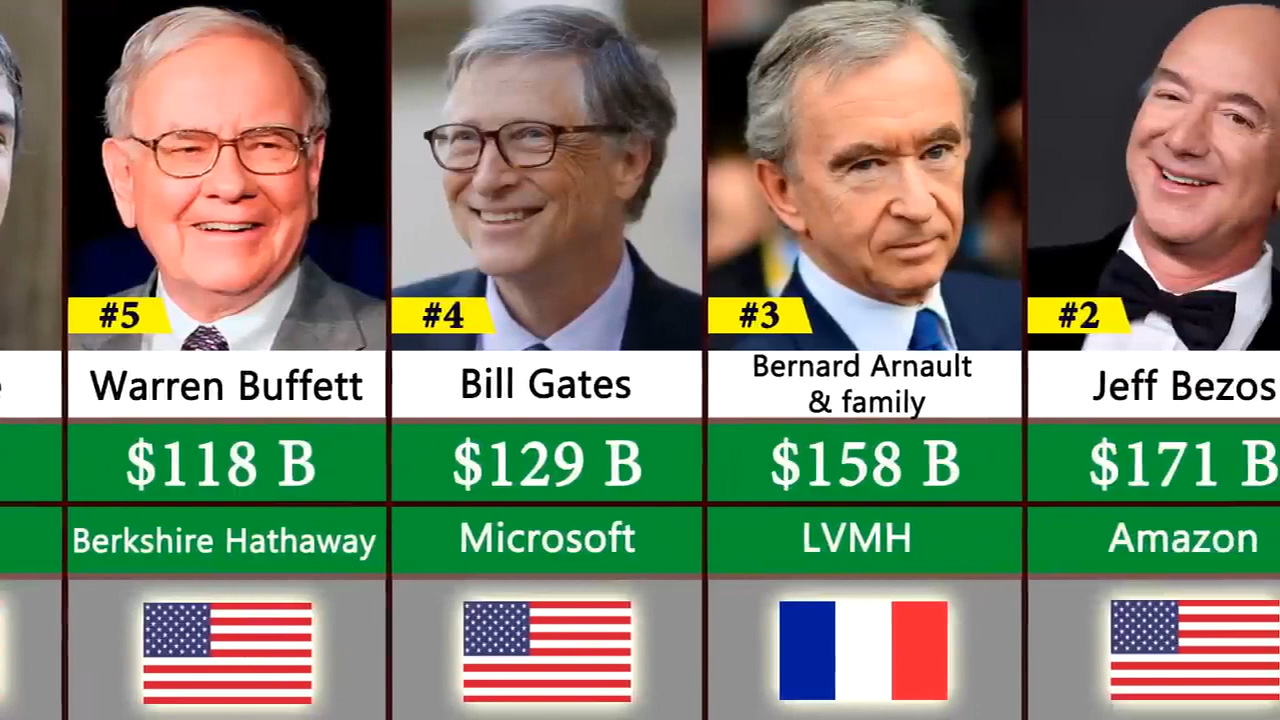 #5
#4
#3
#2
Warren Buffett
Bill Gates
Bernard Arnault
& family
Jeff Bezos
$118 B
$129 B
$158 B
$171 B
Berkshire Hathaway
Microsoft
LVMH
Amazon